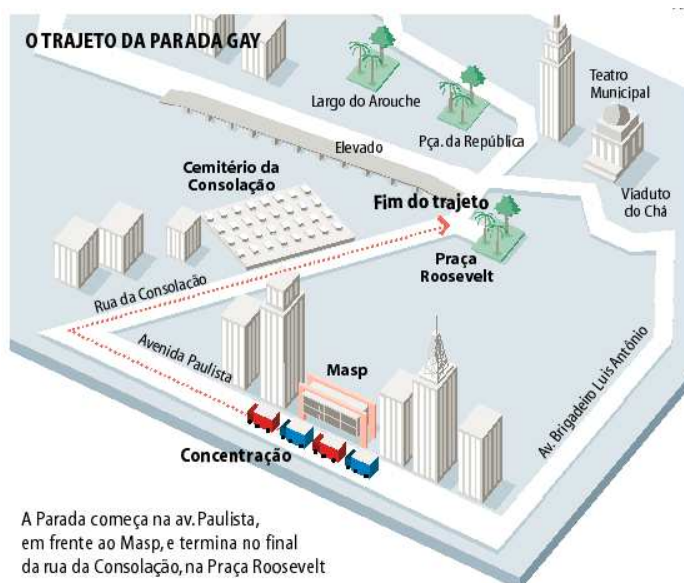 O TRAJETO DA PARADA GAY
Largo do Arouche
Teatro
Municipal
Elevado
Pça. da República
Cemitério da
Consolação
Fim do trajeto
Viaduto
do Chá
Praça
Roosevelt
Rua da Consolacão
Avenida Paulista
Masp
Av. Brigadeiro Luis Antônio
Concentração
A Parada começa na av. Paulista,
em frente ao Masp, e termina no final
da rua da Consolação, na Praça Roosevelt